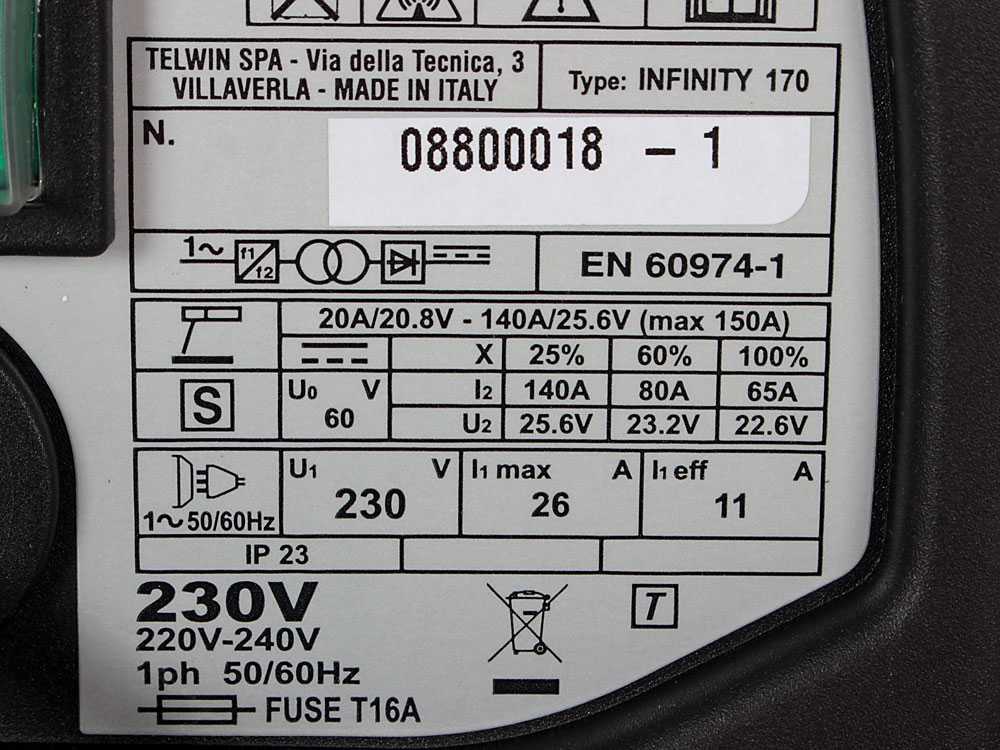 TELWIN SPA - Via della Tecnica, 3
VILLAVERLA - MADE IN ITALY
Type: INFINITY 170
N.
08800018 - 1
1~
f1
f2
EN 60974-1
20A/20.8V - 140A/25.6V (max 150A)
X 25% 60% 100%
S
U0 V
60
I2 140A 80A 65A
U2 25.6V 23.2V 22.6V
1~50/60Hz
U1 V
230
I1 max A
26
I1 eff A
11
IP 23
230V
220V-240V
1ph 50/60Hz
FUSE T16A
T